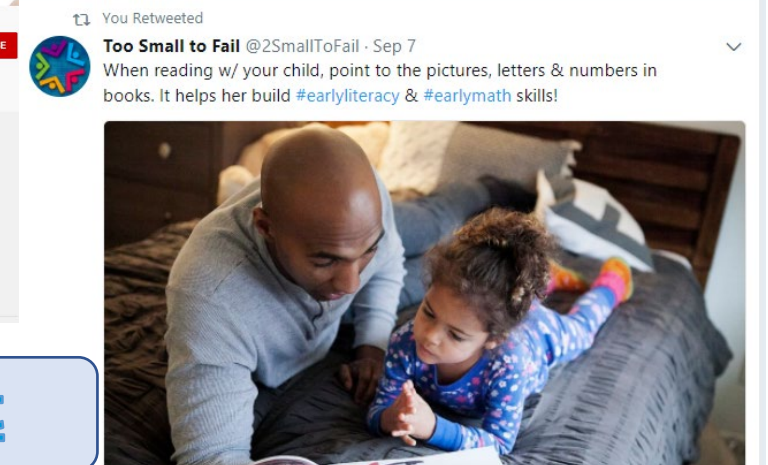 You Retweeted
Too Small to Fail @2SmallToFail · Sep 7
When reading w/ your child, point to the pictures, letters & numbers in
books. It helps her build #earlyliteracy & #earlymath skills!